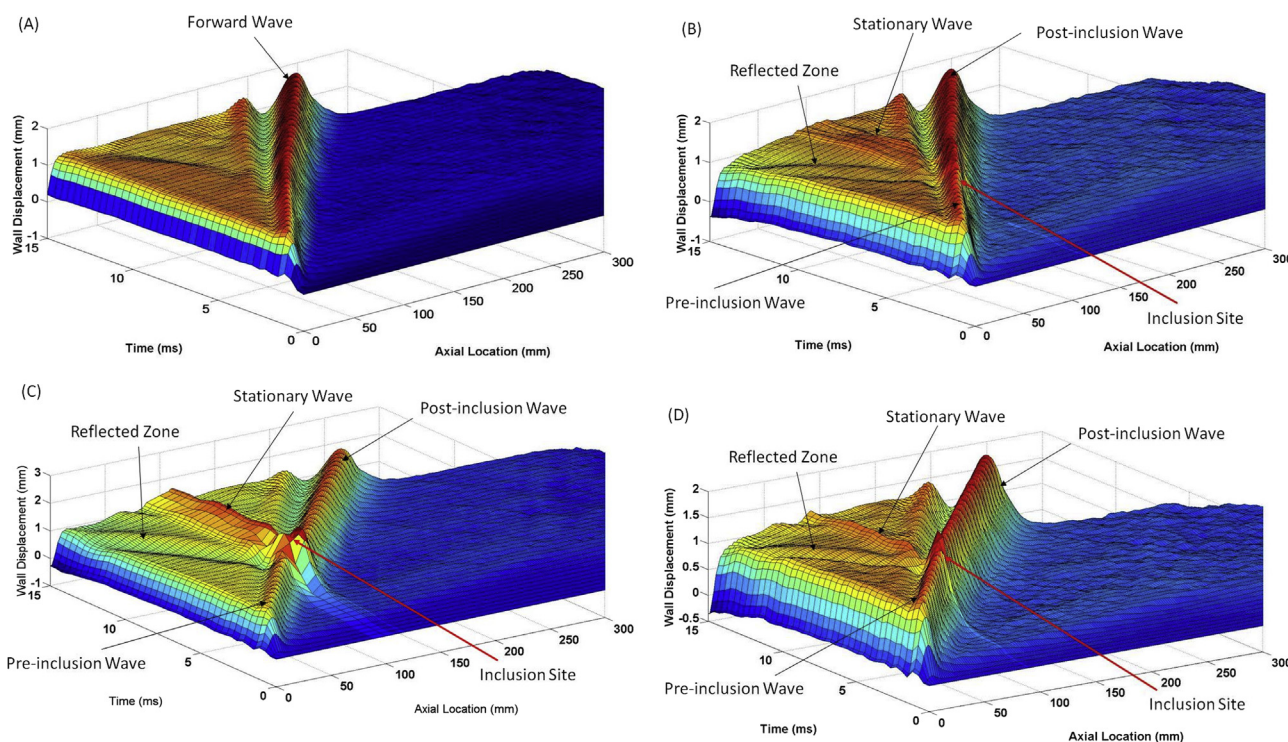 (A)
Forward Wave
Wall Displacement (mm)
2
1
0
-1
15
10
5
0
Time (ms)
0
50
100
150
200
250
300
Axial Location (mm)
(B)
Stationary Wave
Post-inclusion Wave
Reflected Zone
Wall Displacement (mm)
2
1
0
-1
15
10
5
0
Time (ms)
0
50
100
150
200
250
300
Axial Location (mm)
Pre-inclusion Wave
Inclusion Site
(C)
Stationary Wave
Post-inclusion Wave
Reflected Zone
Wall Displacement (mm)
3
2
1
0
-1
15
10
5
0
Time (ms)
0
50
100
150
200
250
300
Axial Location (mm)
Pre-inclusion Wave
Inclusion Site
(D)
Stationary Wave
Post-inclusion Wave
Reflected Zone
Wall Displacement (mm)
2
1.5
1
0.5
0
-0.5
15
10
5
0
Time (ms)
0
50
100
150
200
250
300
Axial Location (mm)
Pre-inclusion Wave
Inclusion Site